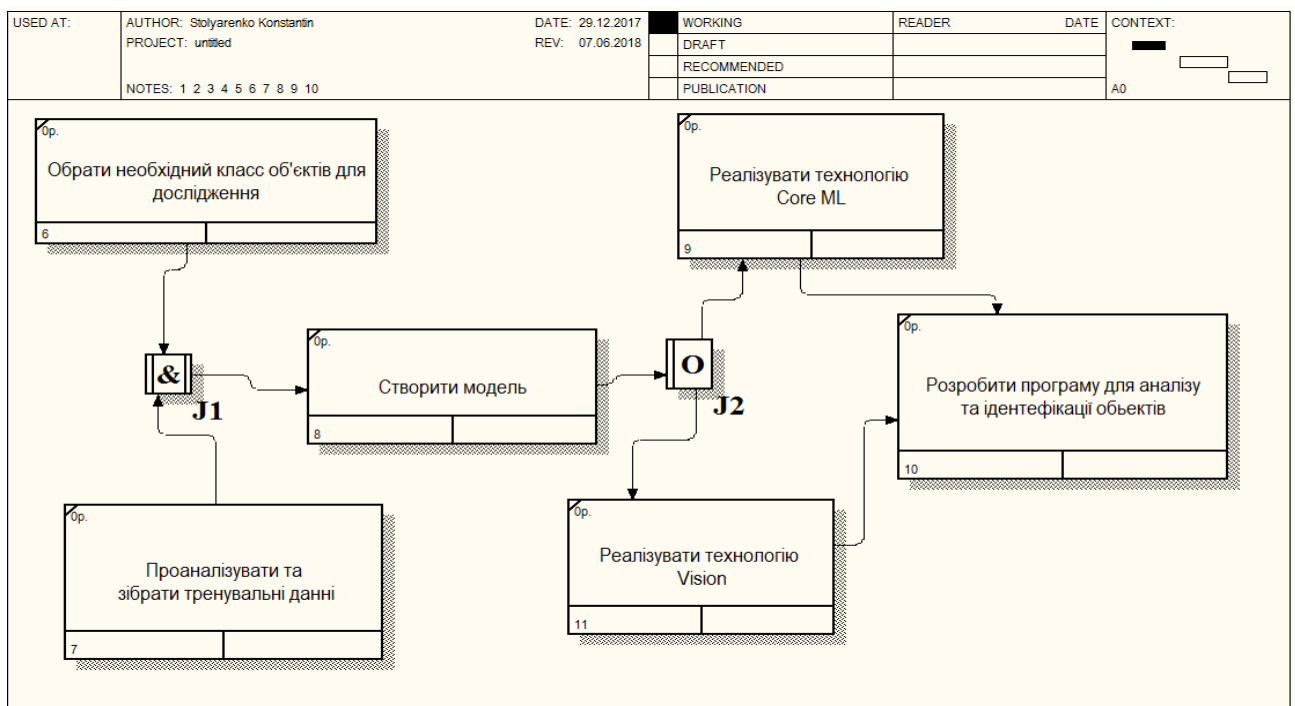 USED AT:
AUTHOR: Stolyarenko Konstantin
DATE: 29.12.2017
PROJECT: untitled
REV: 07.06.2018
NOTES: 1 2 3 4 5 6 7 8 9 10
WORKING
DRAFT
RECOMMENDED
PUBLICATION
READER
DATE
CONTEXT:
A0
0р.
Обрати необхідний класс об'єктів для
дослідження
6
0р.
Реалізувати технологію
Core ML
9
&
J1
0р.
Створити модель
8
O
J2
0р.
Розробити програму для аналізу
та ідентефікації обьектів
10
0р.
Проаналізувати та
зібрати тренувальні данні
7
0р.
Реалізувати технологію
Vision
11